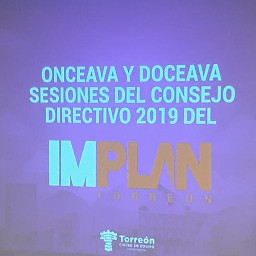 ONCEAVA Y DOCEAVA
SESIONES DEL CONSEJO
DIRECTIVO 2019 DEL
IMPLAN
TORREÓN
Torreón